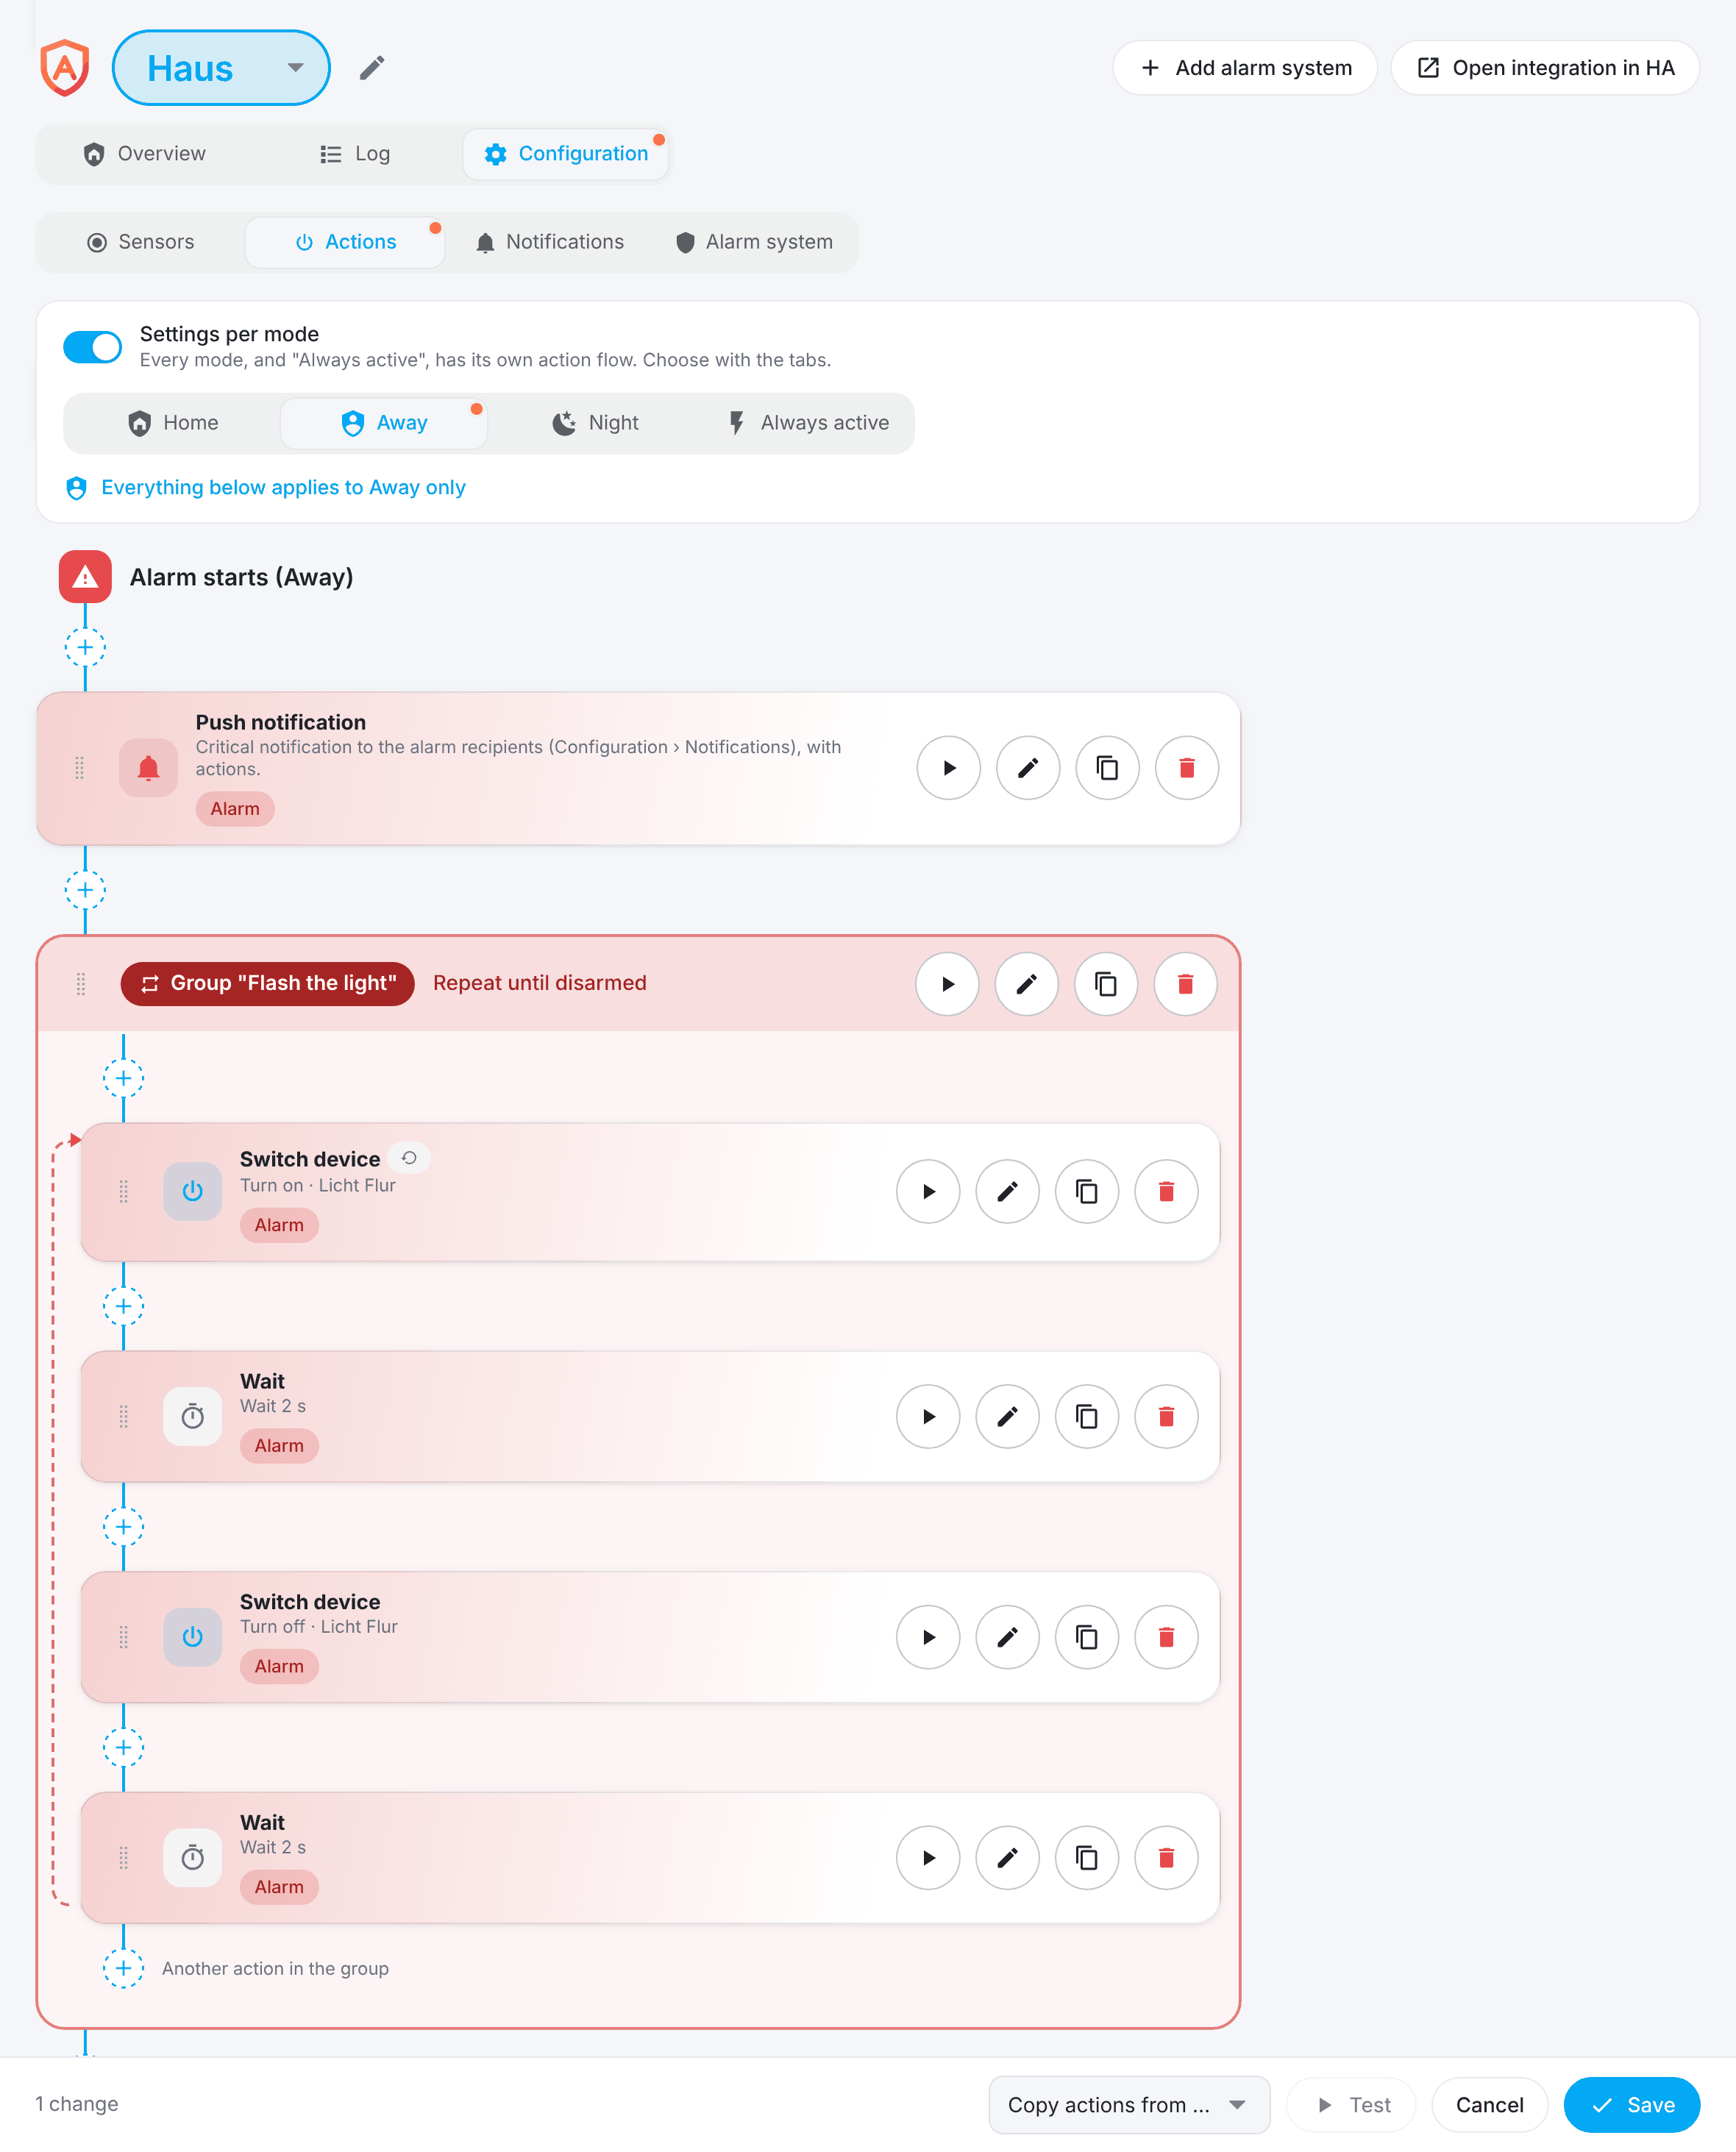 Haus
Add alarm system
Open integration in HA
Overview
Log
Configuration
Sensors
Actions
Notifications
Alarm system
Settings per mode
Every mode, and "Always active", has its own action flow. Choose with the tabs.
Home
Away
Night
Always active
Everything below applies to Away only
Alarm starts (Away)
Push notification
Critical notification to the alarm recipients (Configuration › Notifications), with
actions.
Alarm
Group "Flash the light"
Repeat until disarmed
Switch device
Turn on · Licht Flur
Alarm
Wait
Wait 2 s
Alarm
Switch device
Turn off · Licht Flur
Alarm
Wait
Wait 2 s
Alarm
Another action in the group
1 change
Copy actions from ...
Test
Cancel
Save